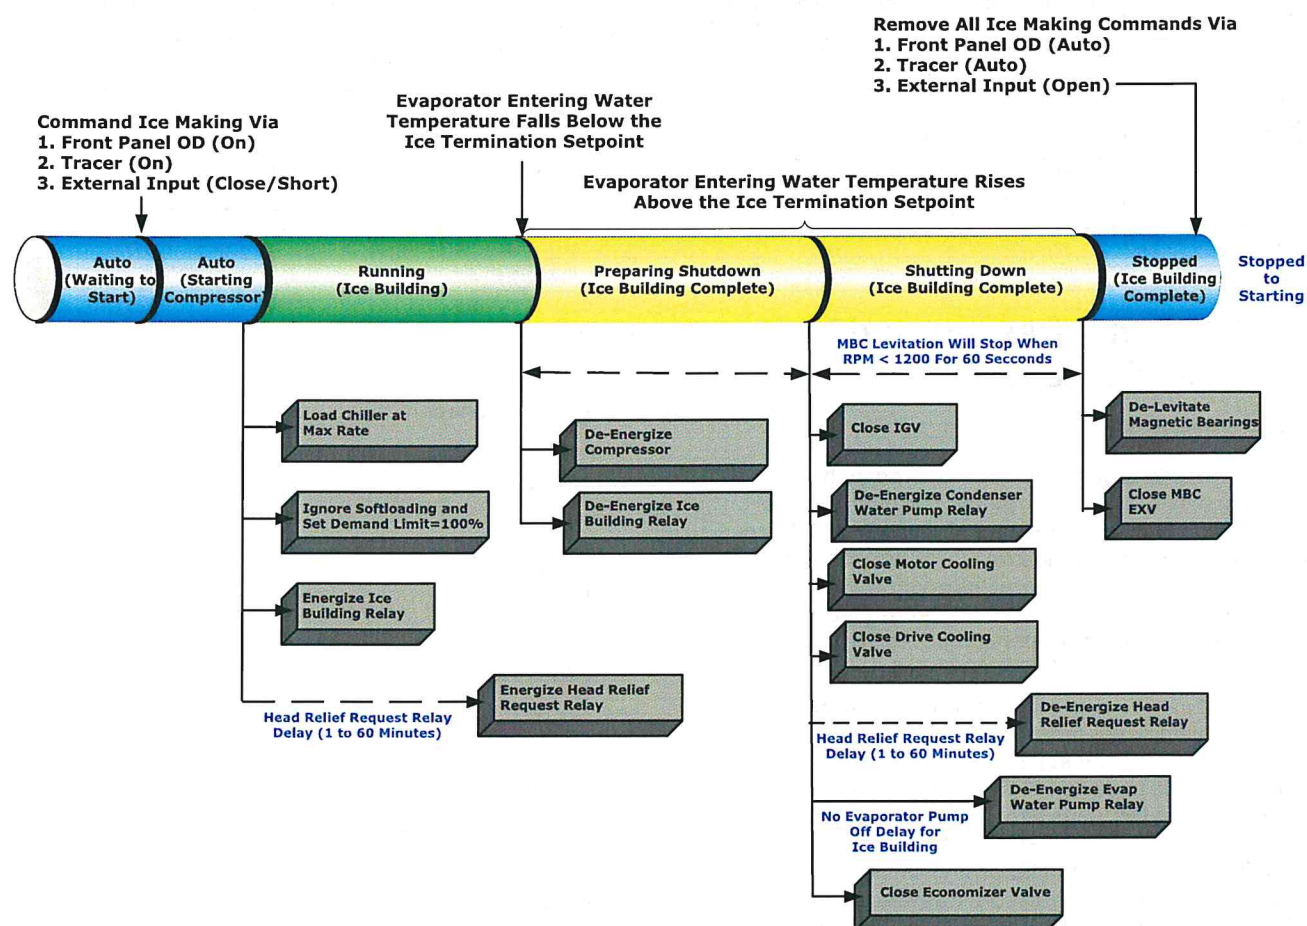 Remove All Ice Making Commands Via
1. Front Panel OD (Auto)
2. Tracer (Auto)
3. External Input (Open)
Evaporator Entering Water
Temperature Falls Below the
Ice Termination Setpoint
Command Ice Making Via
1. Front Panel OD (On)
2. Tracer (On)
3. External Input (Close/Short)
Evaporator Entering Water Temperature Rises
Above the Ice Termination Setpoint
Auto
(Waiting to
Start)
Auto
(Starting
Compressor
Running
(Ice Building)
Preparing Shutdown
(Ice Building Complete)
Shutting Down
(Ice Building Complete)
Stopped
(Ice Building
Complete)
Stopped
to
Starting
MBC Levitation Will Stop When
RPM < 1200 For 60 Secconds
Load Chiller at
Max Rate
Ignore Softloading and
Set Demand Limit=100%
Energize Ice
Building Relay
Energize Head Relief
Request Relay
Head Relief Request Relay
Delay (1 to 60 Minutes)
De-Energize
Compressor
De-Energize Ice
Building Relay
Close IGV
De-Energize Condenser
Water Pump Relay
Close Motor Cooling
Valve
Close Drive Cooling
Valve
De-Energize Head
Relief Request Relay
Head Relief Request Relay
Delay (1 to 60 Minutes)
De-Energize Evap
Water Pump Relay
No Evaporator Pump
Off Delay for
Ice Building
Close Economizer Valve
De-Levitate
Magnetic Bearings
Close MBC
EXV